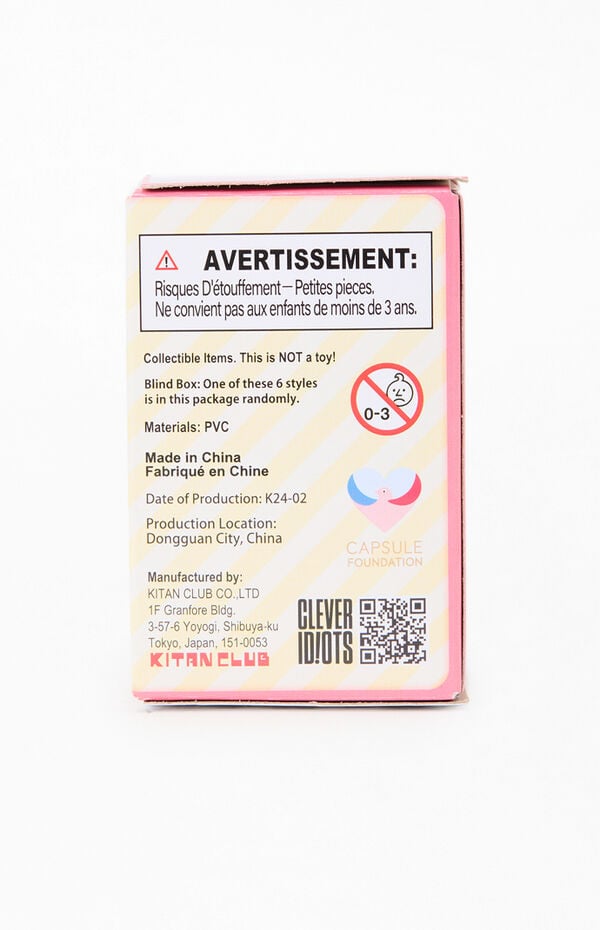 AVERTISSEMENT:
Risques D'étouffement—Petites pieces.
Ne convient pas aux enfants de moins de 3 ans.
Collectible Items. This is NOT a toy!
Blind Box: One of these 6 styles
is in this package randomly.
0-3
Materials: PVC
Made in China
Fabriqué en Chine
Date of Production: K24-02
Production Location:
Dongguan City, China
CAPSULE
FOUNDATION
Manufactured by:
KITAN CLUB CO.,LTD
1F Granfore Bldg.
3-57-6 Yoyogi, Shibuya-ku
Tokyo, Japan, 151-0053
KITAN CLUB
CLEVER
ID!OTS